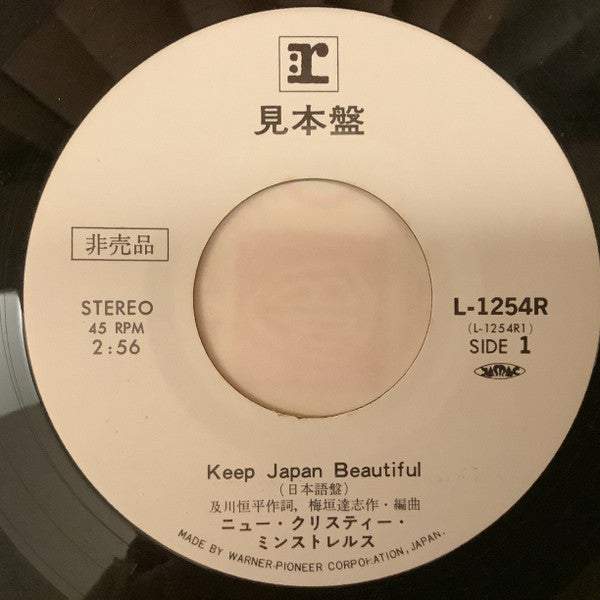 :r
見本盤
非売品
STEREO
45 RPM
2:56
L-1254R
(L-1254R1)
SIDE 1
JASRAC
Keep Japan Beautiful
(日本語盤)
及川恒平作詞, 梅垣達志作・編曲
ニュー・クリスティー・
ミンストレルス
MADE BY WARNER-PIONEER CORPORATION, JAPAN.